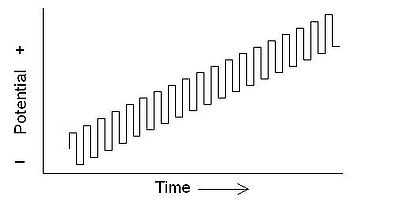 Potential
+
–
Time